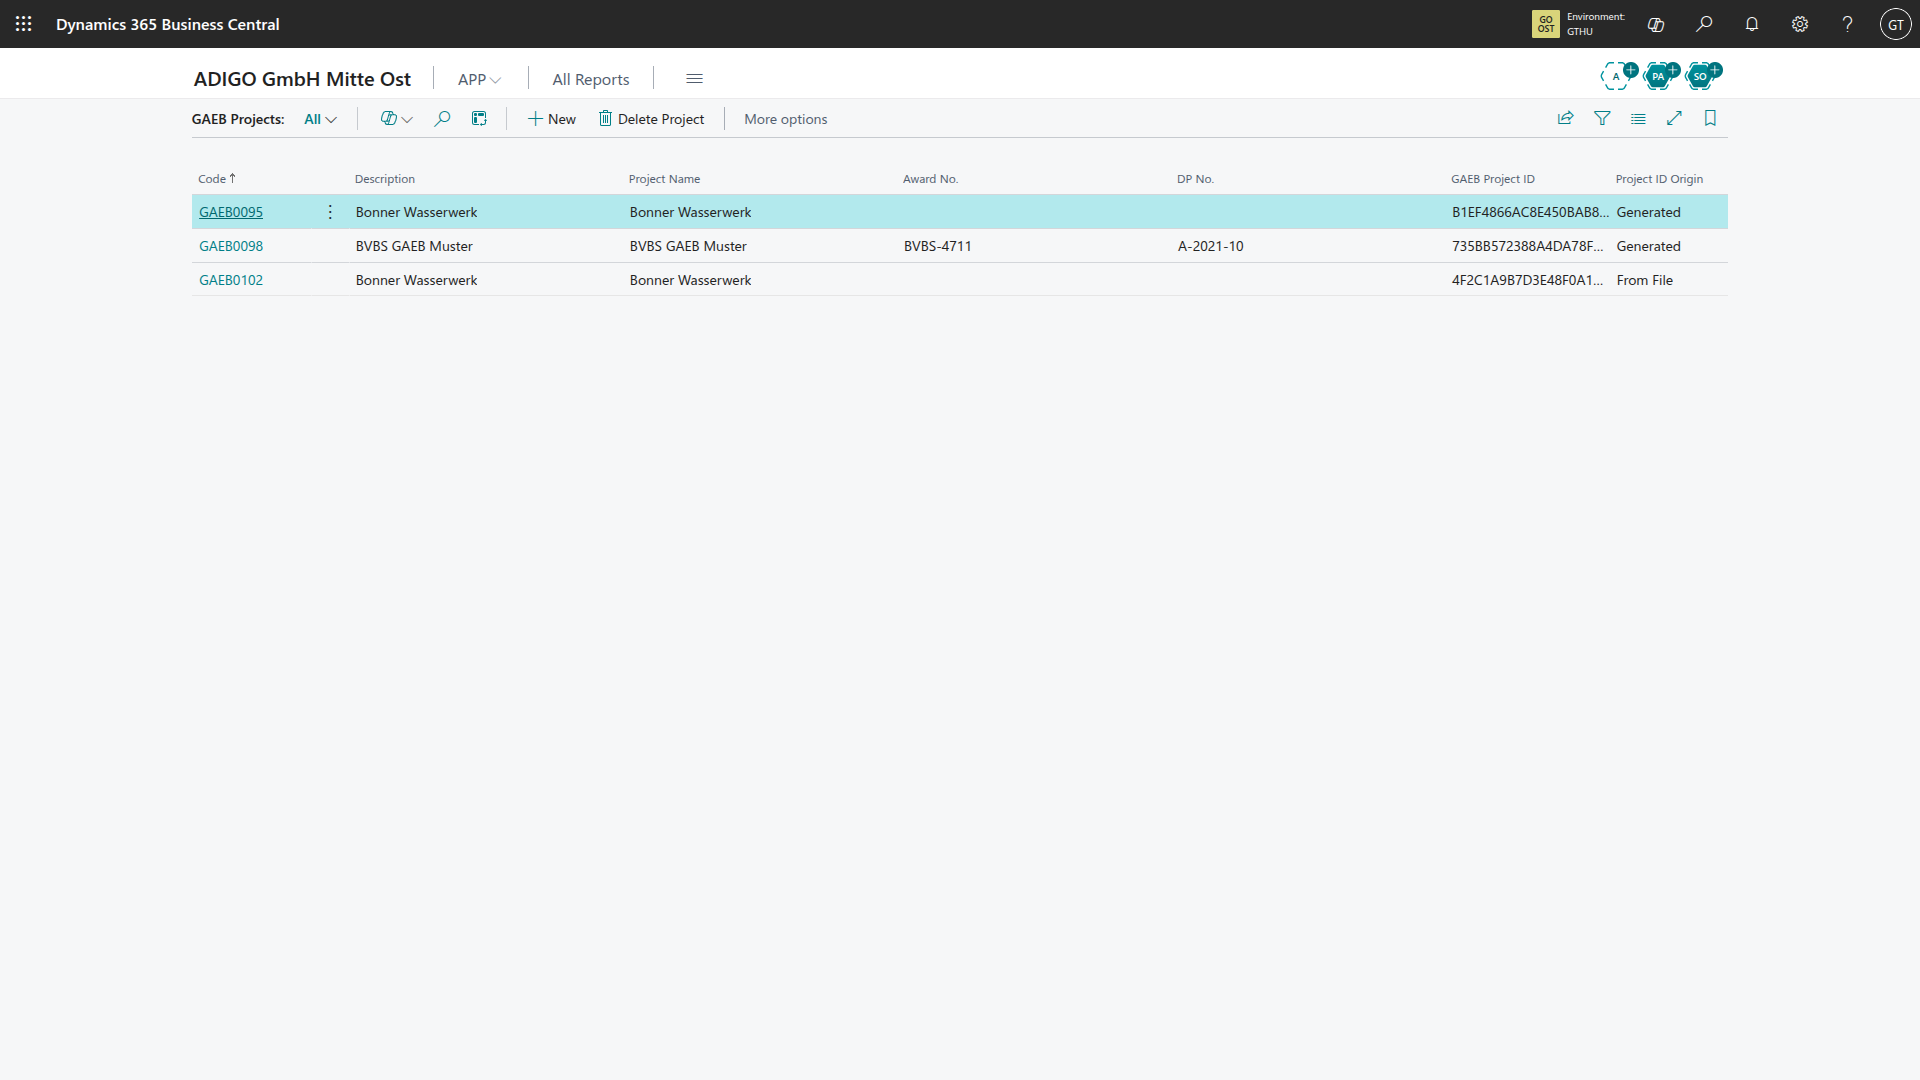 Dynamics 365 Business Central
GO OST
Environment:
GTHU
GT
ADIGO GmbH Mitte Ost
APP
All Reports
A
PA
SO
GAEB Projects: All
New
Delete Project
More options
Code Description Project Name Award No. DP No. GAEB Project ID Project ID Origin
GAEB0095 Bonner Wasserwerk Bonner Wasserwerk B1EF4866AC8E450BAB8... Generated
GAEB0098 BVBS GAEB Muster BVBS GAEB Muster BVBS-4711 A-2021-10 735BB572388A4DA78F... Generated
GAEB0102 Bonner Wasserwerk Bonner Wasserwerk 4F2C1A9B7D3E48F0A1... From File